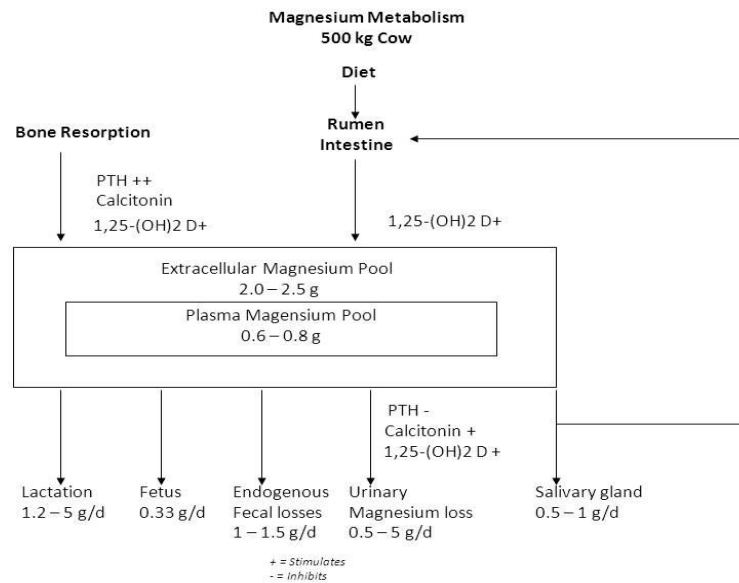 Magnesium Metabolism
500 kg Cow
Diet
Bone Resorption
Rumen
Intestine
PTH ++
Calcitonin
1,25-(OH)2 D+
1,25-(OH)2 D+
Extracellular Magnesium Pool
2.0 – 2.5 g
Plasma Magensium Pool
0.6 – 0.8 g
PTH -
Calcitonin +
1,25-(OH)2 D +
Lactation
1.2 – 5 g/d
Fetus
0.33 g/d
Endogenous
Fecal losses
1 – 1.5 g/d
Urinary
Magnesium loss
0.5 – 5 g/d
Salivary gland
0.5 – 1 g/d
+ = Stimulates
- = Inhibits